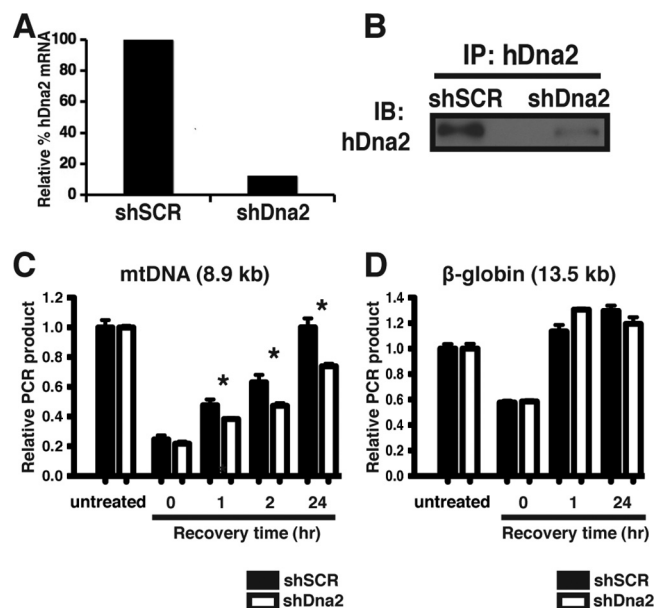 A
Relative % hDna2 mRNA
100
80
60
40
20
0
shSCR
shDna2
B
IP: hDna2
shSCR shDna2
IB:
hDna2
C
mtDNA (8.9 kb)
Relative PCR product
1.2
1.0
0.8
0.6
0.4
0.2
0.0
*
*
*
untreated
0
1
2
24
Recovery time (hr)
shSCR
shDna2
D
β-globin (13.5 kb)
Relative PCR product
1.4
1.2
1.0
0.8
0.6
0.4
0.2
0.0
untreated
0
1
24
Recovery time (hr)
shSCR
shDna2